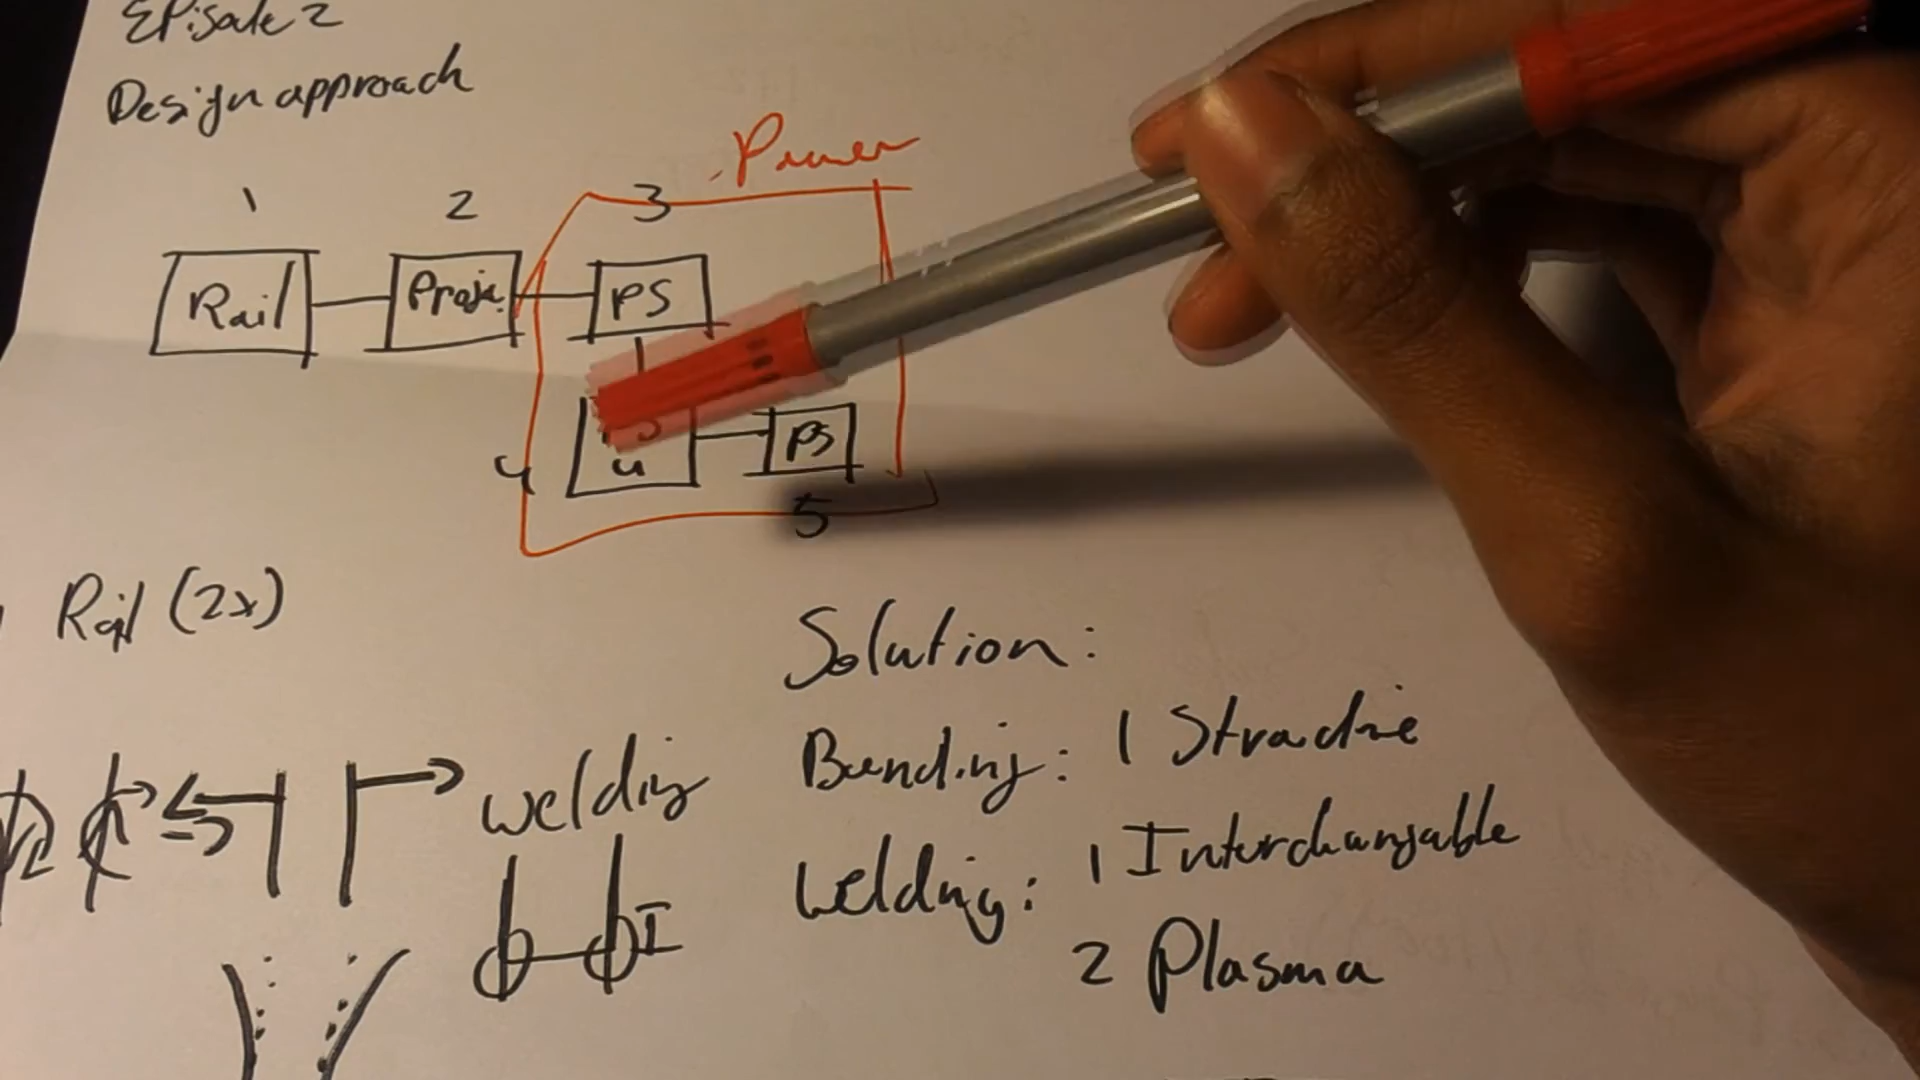 Episode 2
Design approach
Power
1 2 3
Rail Proje. PS
4 u PS
5
Rail (2x)
Solution:
Bending: 1 Structure
welding
Welding: 1 Interchangable
I
2 Plasma